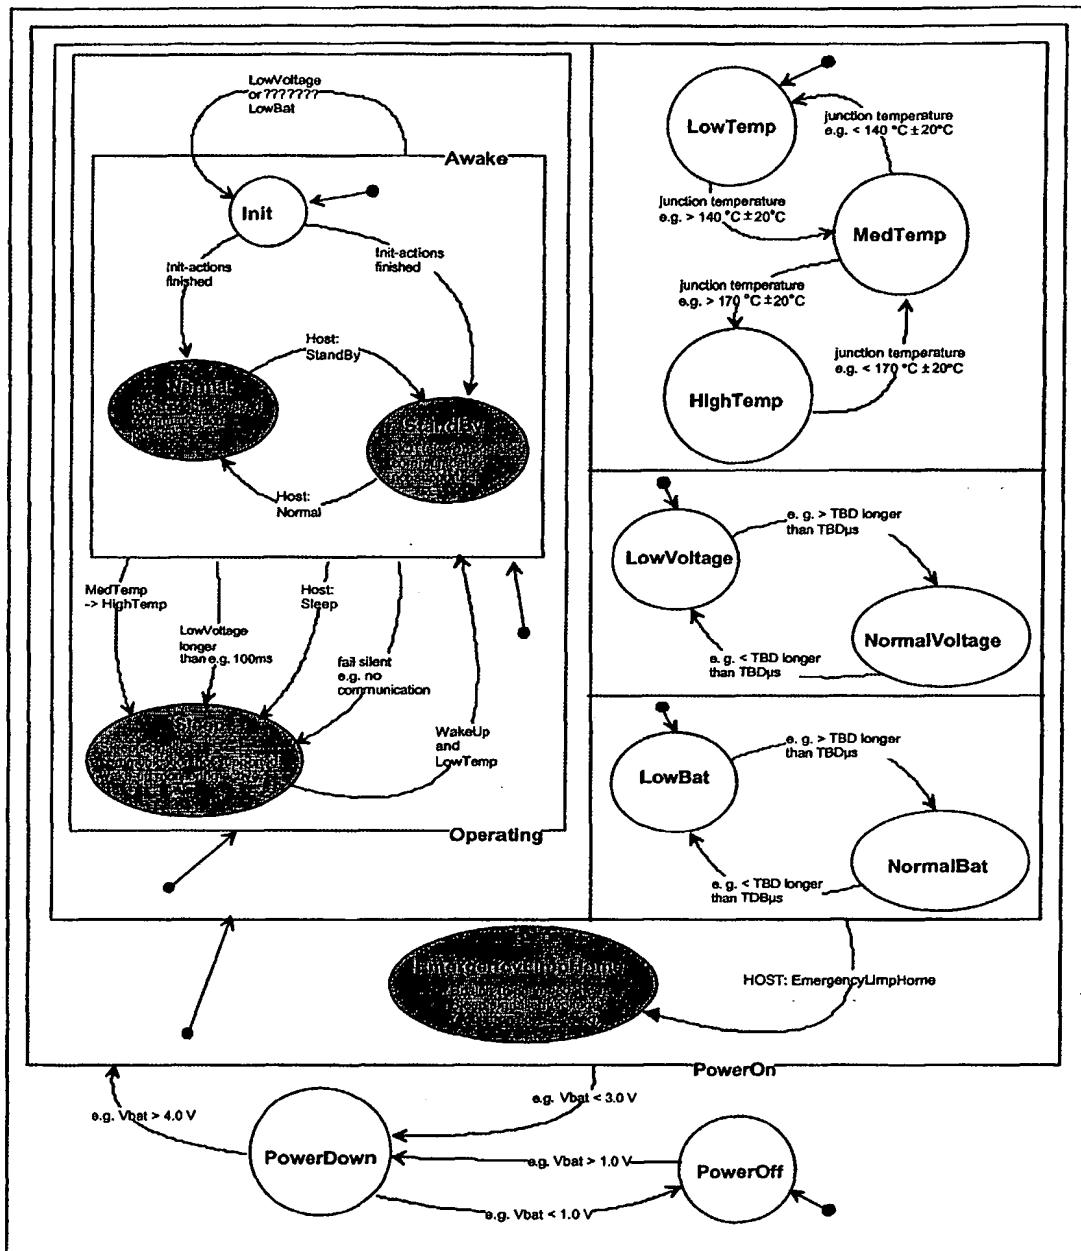 LowVoltage
or ???????
LowBat
Awake
Init
Init-actions
finished
Init-actions
finished
Host:
StandBy
Normal
StandBy
Host:
Normal
MedTemp
-> HighTemp
LowVoltage
longer
than e.g. 100ms
Host:
Sleep
fail silent
e.g. no
communication
WakeUp
and
LowTemp
Sleep
Operating
LowTemp
junction temperature
e.g. < 140 °C ± 20°C
junction temperature
e.g. > 140 °C ± 20°C
MedTemp
junction temperature
e.g. > 170 °C ±20°C
junction temperature
e.g. < 170 °C ± 20°C
HighTemp
e. g. > TBD longer
than TBDµs
LowVoltage
NormalVoltage
e. g. < TBD longer
than TBDµs
e. g. > TBD longer
than TBDµs
LowBat
NormalBat
e. g. < TBD longer
than TDBµs
EmergencyLimpHome
HOST: EmergencyLimpHome
PowerOn
e.g. Vbat > 4.0 V
e.g. Vbat < 3.0 V
PowerDown
e.g. Vbat > 1.0 V
PowerOff
e.g. Vbat < 1.0 V